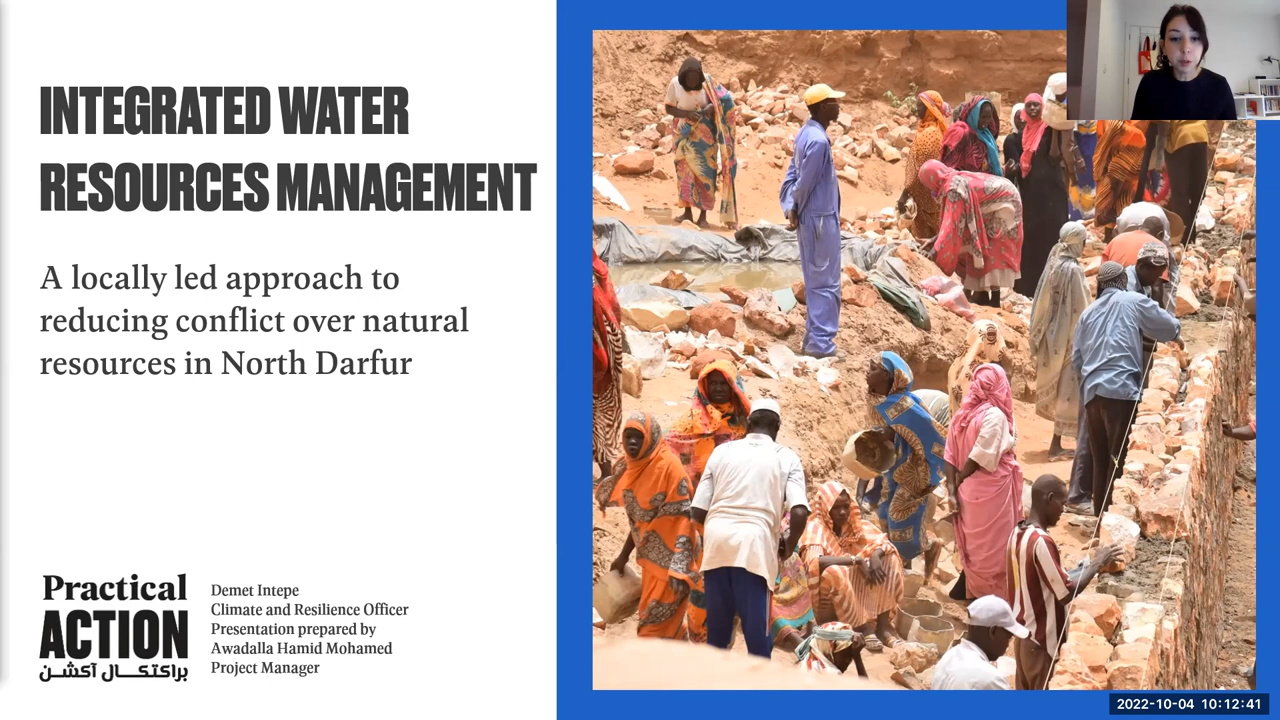 INTEGRATED WATER
RESOURCES MANAGEMENT
A locally led approach to
reducing conflict over natural
resources in North Darfur
Practical
ACTION
براكتكال آكشن
Demet Intepe
Climate and Resilience Officer
Presentation prepared by
Awadalla Hamid Mohamed
Project Manager
2022-10-04 10:12:41